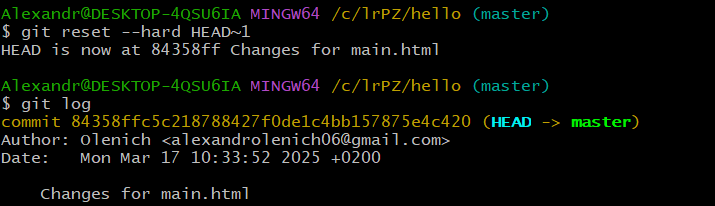 Alexandr@DESKTOP-4QSU6IA MINGW64 /c/lrPZ/hello (master)
$ git reset --hard HEAD~1
HEAD is now at 84358ff Changes for main.html
Alexandr@DESKTOP-4QSU6IA MINGW64 /c/lrPZ/hello (master)
$ git log
commit 84358ffc5c218788427f0de1c4bb157875e4c420 (HEAD -> master)
Author: Olenich <alexandrolenich06@gmail.com>
Date:   Mon Mar 17 10:33:52 2025 +0200
    Changes for main.html